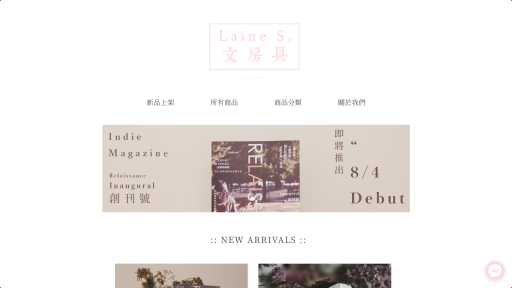 Laine S.
文房具
新品上架
所有商品
商品分類
關於我們
Indie
Magazine
Relaissance
Inaugural
創刊號
RELAISSE
即將推出
“
8/4
Debut
:: NEW ARRIVALS ::